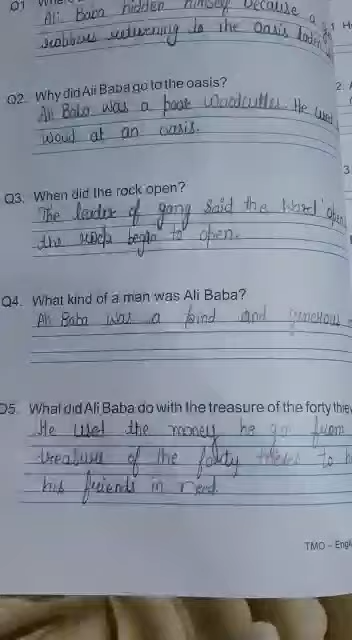 Q1
Ali Baba hidden himself because a
robbers returning to the Oasis
Q2. Why did Ali Baba go to the oasis?
2.
Ali Baba was a poor woodcutter. He used
wood at an oasis.
3
Q3. When did the rock open?
The leader of gang said the word open
the rock begin to open.
Q4. What kind of a man was Ali Baba?
Ali Baba was a kind and
Q5. What did Ali Baba do with the treasure of the forty thie
He used the money he got from
treasure of the forty thieves to h
his friends in need.
TMO - Engl